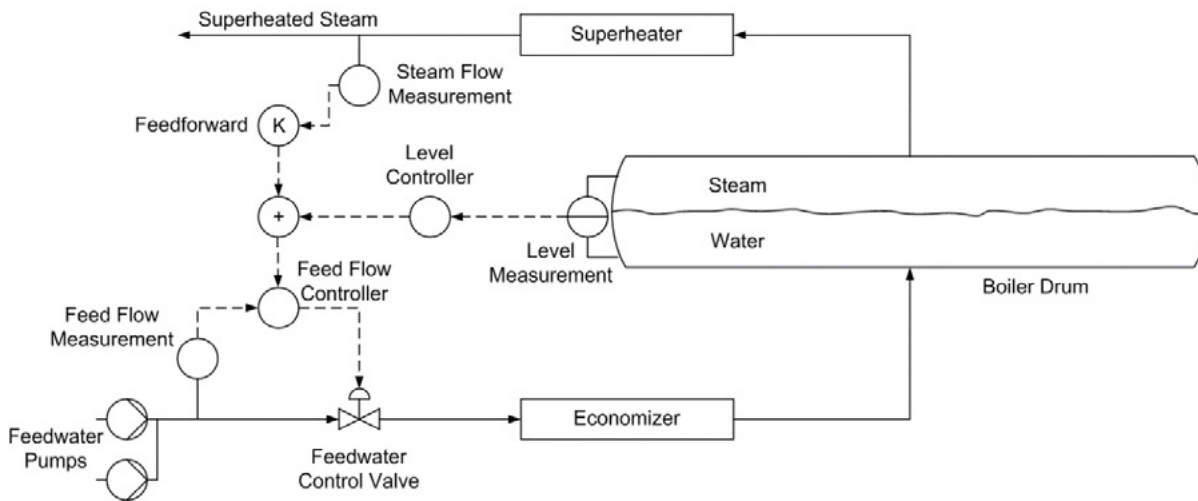 Superheated Steam
Superheater
Steam Flow
Measurement
Feedforward
K
Level
Controller
Steam
+
Water
Level
Measurement
Boiler Drum
Feed Flow
Controller
Feed Flow
Measurement
Economizer
Feedwater
Pumps
Feedwater
Control Valve